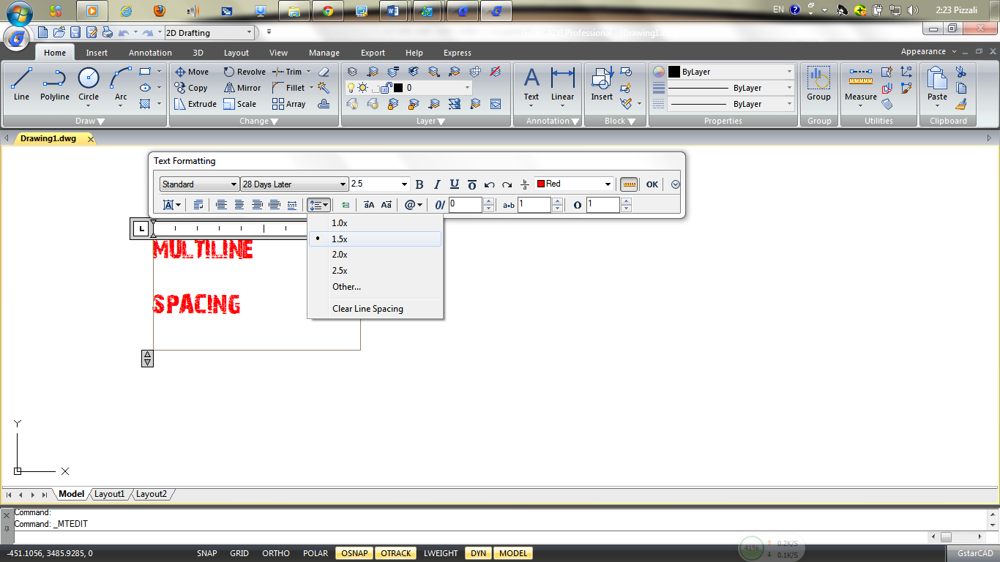 EN
2:23 Pizzali
2D Drafting
CAD8 Professional - [Drawing1.d
Home Insert Annotation 3D Layout View Manage Export Help Express
Appearance
Line Polyline Circle Arc
Move Revolve Trim
Copy Mirror Fillet
Extrude Scale Array
0
Text Linear
Insert
ByLayer
ByLayer
ByLayer
Group
Measure
Paste
Draw Change Layer Annotation Block Properties Group Utilities Clipboard
Drawing1.dwg
Text Formatting
Standard 28 Days Later 2.5 B I U O b/a Red OK
A aA Aa @ 0/ 0 a+b 1 O 1
L
1.0x
1.5x
2.0x
2.5x
Other...
Clear Line Spacing
MULTILINE
SPACING
Y
X
Model Layout1 Layout2
Command:
Command: _MTEDIT
-451.1056, 3485.9285, 0 SNAP GRID ORTHO POLAR OSNAP OTRACK LWEIGHT DYN MODEL
41% 0.2K/S
0.1K/S
GstarCAD